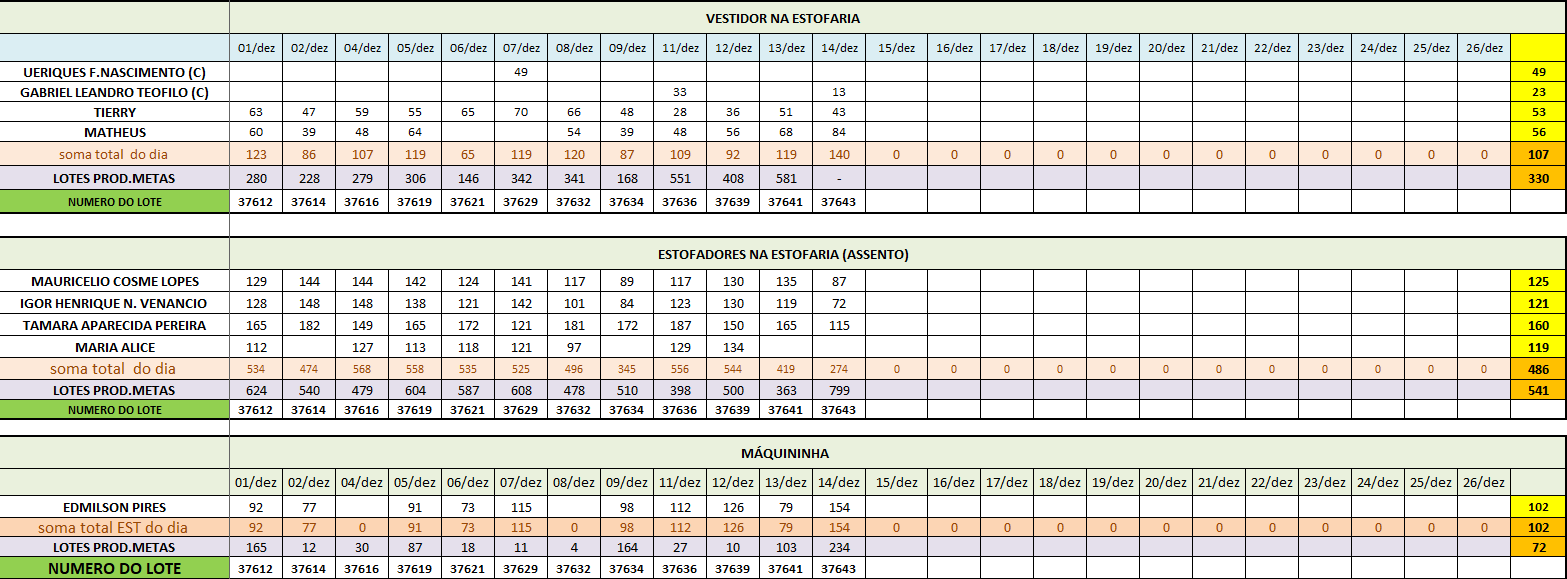 VESTIDOR NA ESTOFARIA
01/dez 02/dez 04/dez 05/dez 06/dez 07/dez 08/dez 09/dez 11/dez 12/dez 13/dez 14/dez 15/dez 16/dez 17/dez 18/dez 19/dez 20/dez 21/dez 22/dez 23/dez 24/dez 25/dez 26/dez
UERIQUES F.NASCIMENTO (C) 49 49
GABRIEL LEANDRO TEOFILO (C) 33 13 23
TIERRY 63 47 59 55 65 70 66 48 28 36 51 43 53
MATHEUS 60 39 48 64 54 39 48 56 68 84 56
soma total do dia 123 86 107 119 65 119 120 87 109 92 119 140 0 0 0 0 0 0 0 0 0 0 0 0 107
LOTES PROD.METAS 280 228 279 306 146 342 341 168 551 408 581 - 330
NUMERO DO LOTE 37612 37614 37616 37619 37621 37629 37632 37634 37636 37639 37641 37643
ESTOFADORES NA ESTOFARIA (ASSENTO)
MAURICELIO COSME LOPES 129 144 144 142 124 141 117 89 117 130 135 87 125
IGOR HENRIQUE N. VENANCIO 128 148 148 138 121 142 101 84 123 130 119 72 121
TAMARA APARECIDA PEREIRA 165 182 149 165 172 121 181 172 187 150 165 115 160
MARIA ALICE 112 127 113 118 121 97 129 134 119
soma total do dia 534 474 568 558 535 525 496 345 556 544 419 274 0 0 0 0 0 0 0 0 0 0 0 0 486
LOTES PROD.METAS 624 540 479 604 587 608 478 510 398 500 363 799 541
NUMERO DO LOTE 37612 37614 37616 37619 37621 37629 37632 37634 37636 37639 37641 37643
MÁQUININHA
01/dez 02/dez 04/dez 05/dez 06/dez 07/dez 08/dez 09/dez 11/dez 12/dez 13/dez 14/dez 15/dez 16/dez 17/dez 18/dez 19/dez 20/dez 21/dez 22/dez 23/dez 24/dez 25/dez 26/dez
EDMILSON PIRES 92 77 91 73 115 98 112 126 79 154 102
soma total EST do dia 92 77 0 91 73 115 0 98 112 126 79 154 0 0 0 0 0 0 0 0 0 0 0 0 102
LOTES PROD.METAS 165 12 30 87 18 11 4 164 27 10 103 234 72
NUMERO DO LOTE 37612 37614 37616 37619 37621 37629 37632 37634 37636 37639 37641 37643